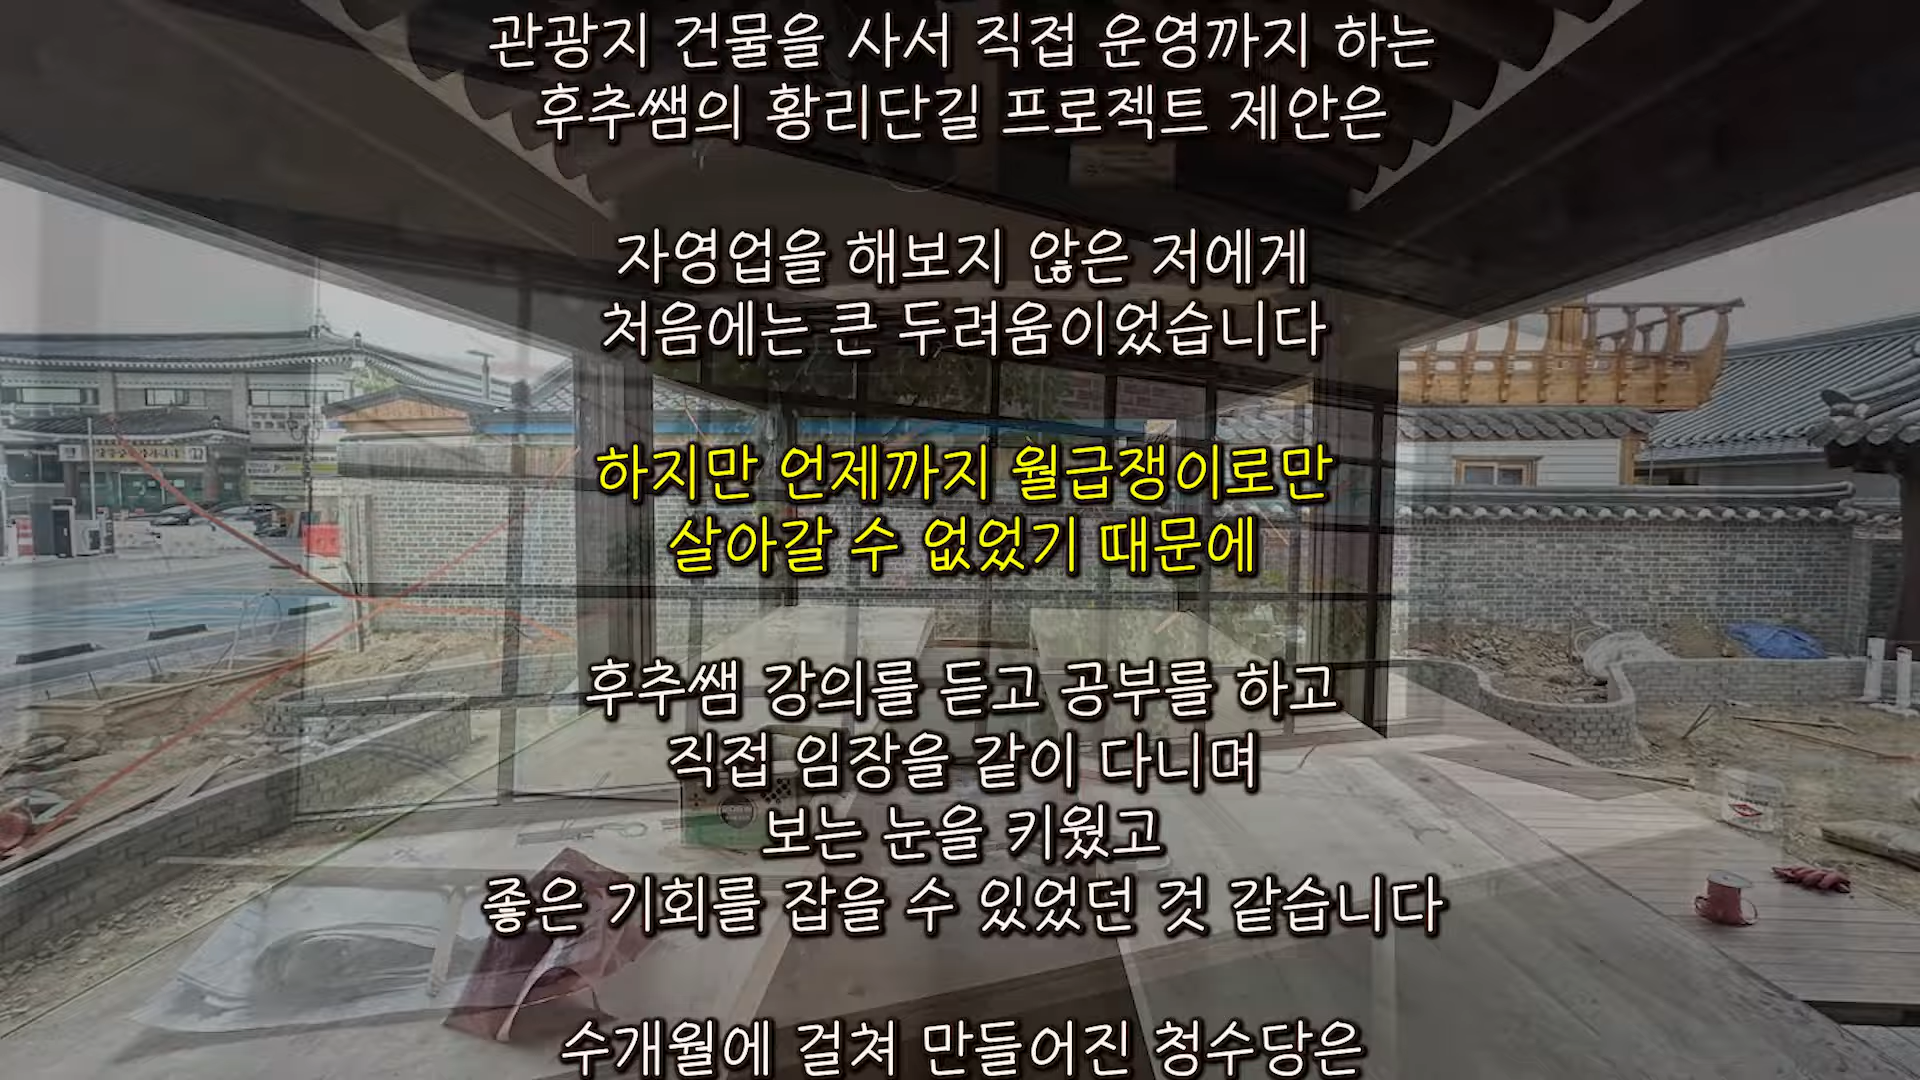 관광지 건물을 사서 직접 운영까지 하는
후추쌤의 황리단길 프로젝트 제안은
자영업을 해보지 않은 저에게
처음에는 큰 두려움이었습니다
하지만 언제까지 월급쟁이로만
살아갈 수 없었기 때문에
후추쌤 강의를 듣고 공부를 하고
직접 임장을 같이 다니며
보는 눈을 키웠고
좋은 기회를 잡을 수 있었던 것 같습니다
수개월에 걸쳐 만들어진 청수당은